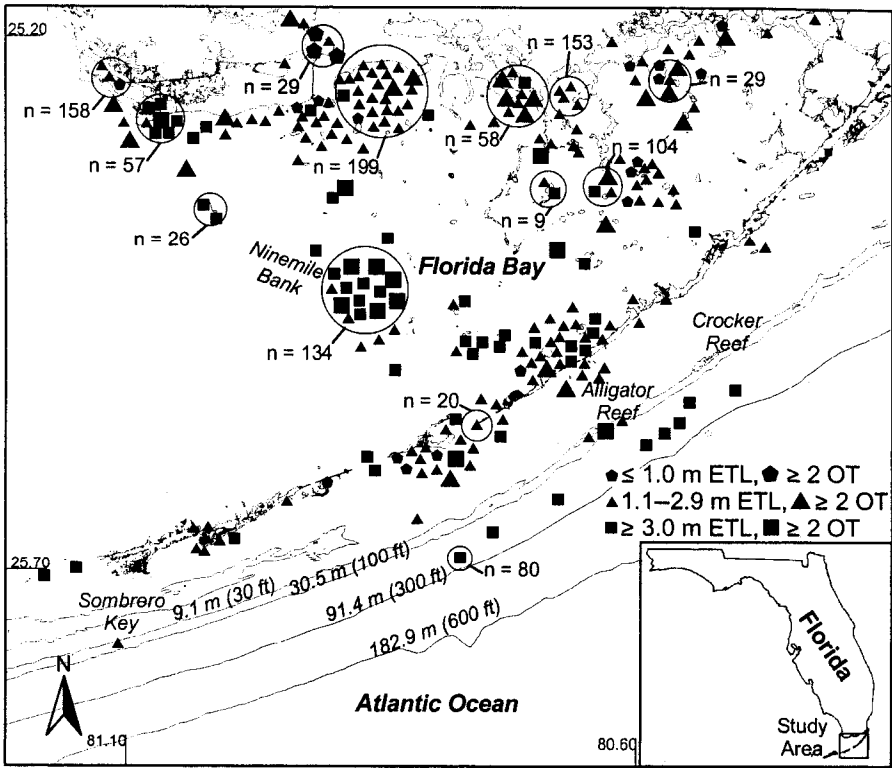 25.20
n = 153
n = 29
n = 29
n = 158
n = 58
n = 104
n = 57
n = 199
n = 9
n = 26
Ninemile
Bank
Florida Bay
Crocker
Reef
n = 134
n = 20
Alligator
Reef
≤ 1.0 m ETL, ≥ 2 OT
1.1–2.9 m ETL, ≥ 2 OT
≥ 3.0 m ETL, ≥ 2 OT
25.70
n = 80
9.1 m (30 ft)
30.5 m (100 ft)
91.4 m (300 ft)
182.9 m (600 ft)
Sombrero
Key
N
Florida
Atlantic Ocean
Study
Area
81.10
80.60